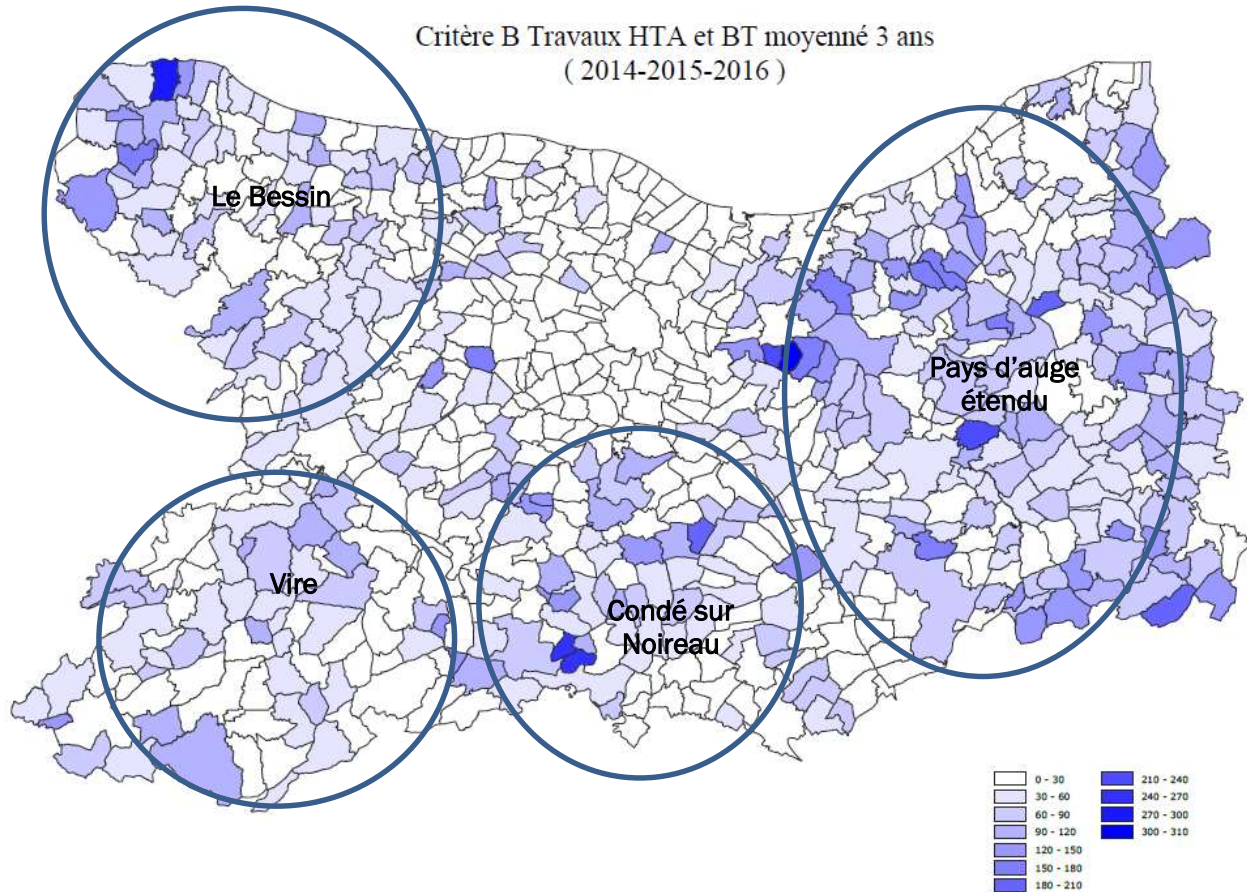 Critère B Travaux HTA et BT moyenné 3 ans
( 2014-2015-2016 )
Le Bessin
Pays d'auge
étendu
Vire
Condé sur
Noireau
0 - 30
30 - 60
60 - 90
90 - 120
120 - 150
150 - 180
180 - 210
210 - 240
240 - 270
270 - 300
300 - 310